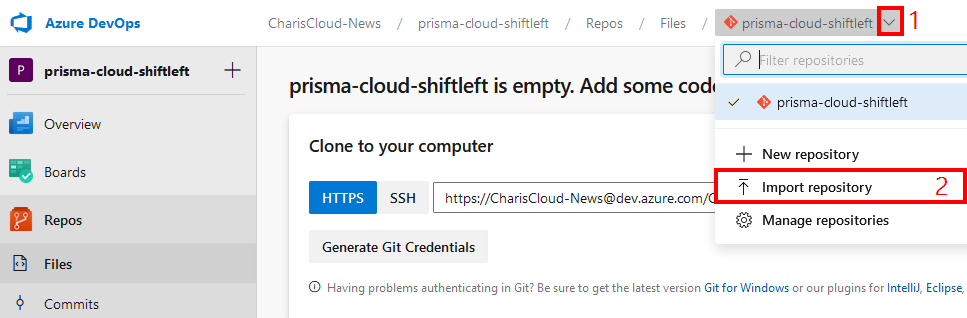 Azure DevOps CharisCloud-News / prisma-cloud-shiftleft / Repos / Files / prisma-cloud-shiftleft 1
P prisma-cloud-shiftleft +
Filter repositories
prisma-cloud-shiftleft is empty. Add some code
prisma-cloud-shiftleft
Overview
Clone to your computer
New repository
Boards
Import repository 2
HTTPS SSH https://CharisCloud-News@dev.azure.com/
Repos
Manage repositories
Generate Git Credentials
Files
Having problems authenticating in Git? Be sure to get the latest version Git for Windows or our plugins for IntelliJ, Eclipse,
Commits